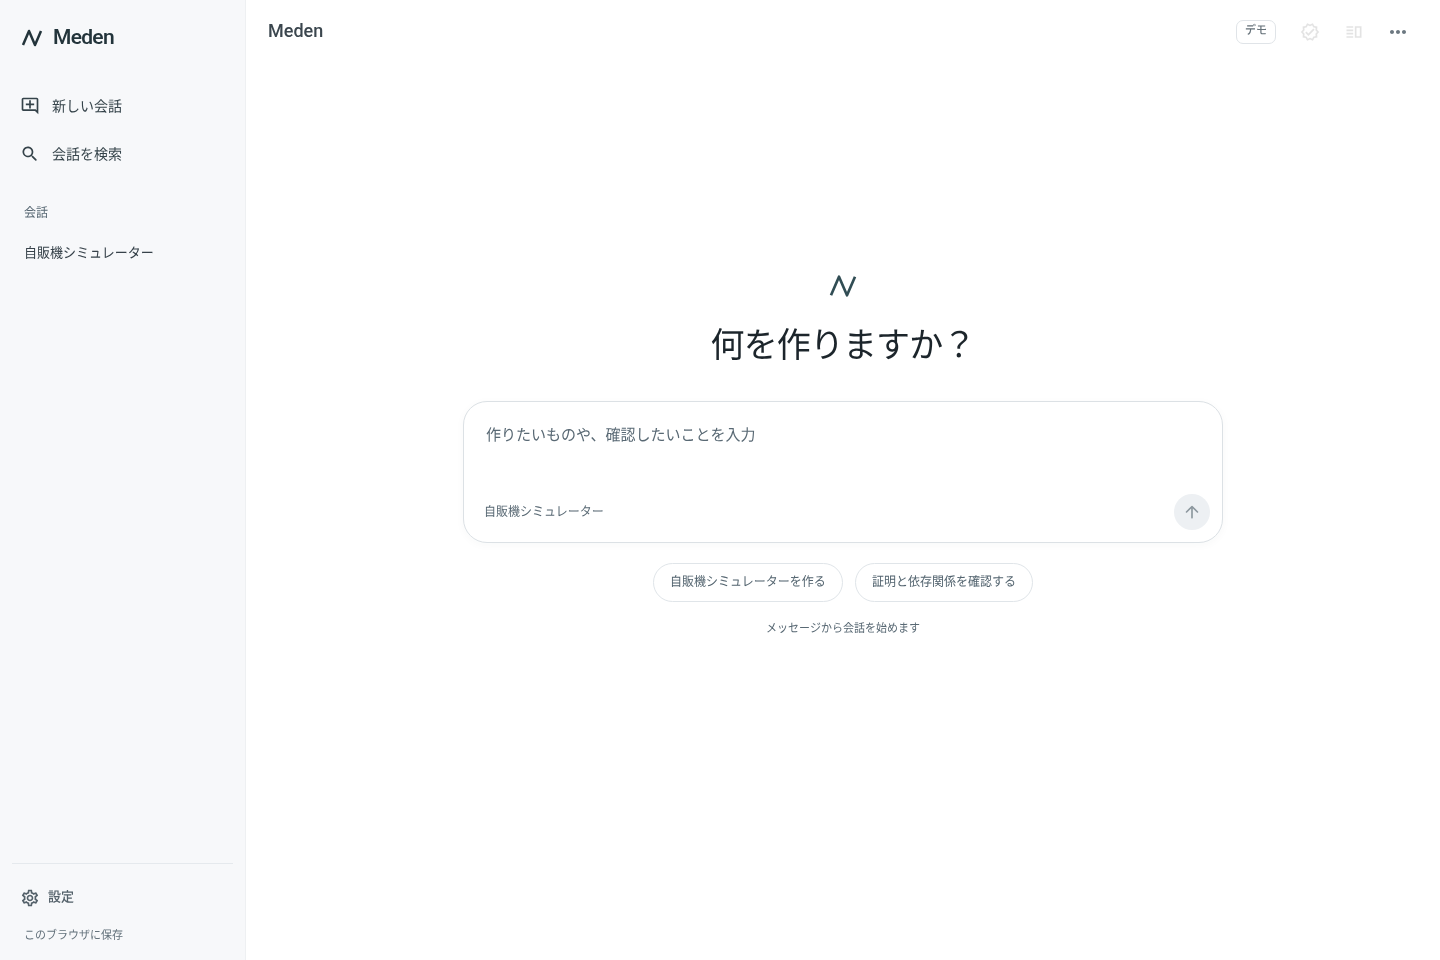 Meden
新しい会話
会話を検索
会話
自販機シミュレーター
設定
このブラウザに保存
Meden
デモ
何を作りますか？
作りたいものや、確認したいことを入力
自販機シミュレーター
自販機シミュレーターを作る
証明と依存関係を確認する
メッセージから会話を始めます